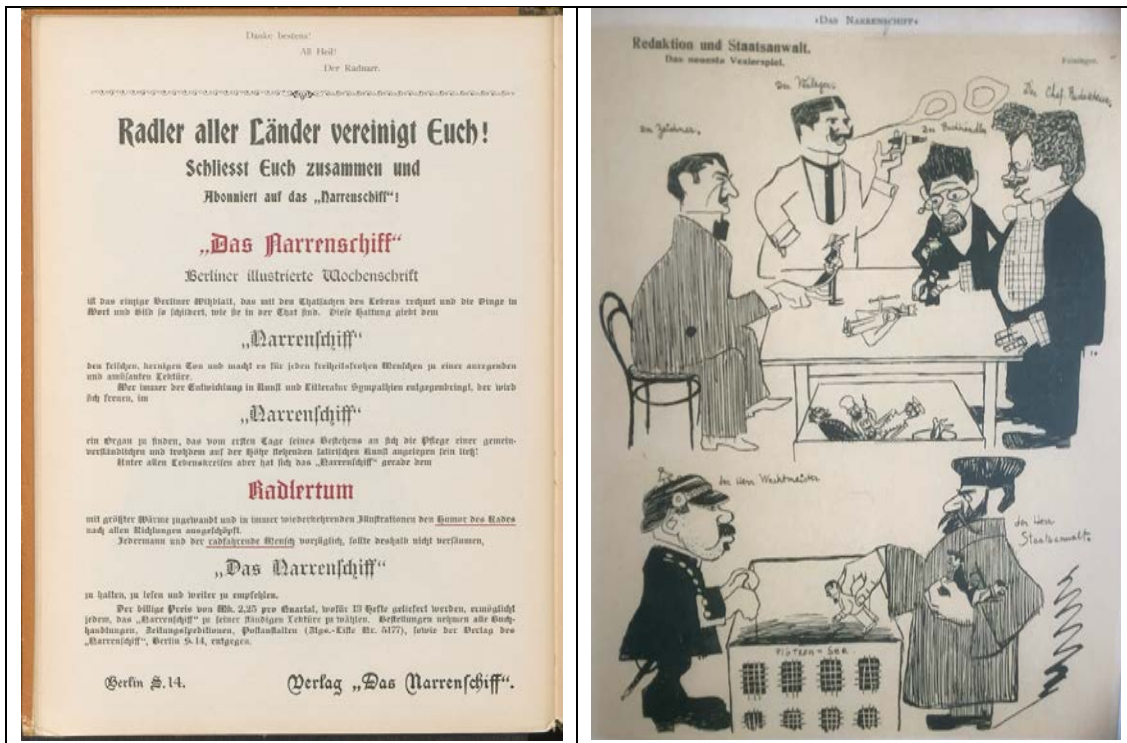 Danke bestens!
All Heil!
Der Radnarr.
Radler aller Länder vereinigt Euch!
Schliesst Euch zusammen und
Abonniert auf das „Narrenschiff“!
„Das Narrenschiff“
Berliner illustrierte Wochenschrift
ist das einzige Berliner Witzblatt, das mit den Thatsachen des Lebens rechnet und die Dinge in
Wort und Bild so schildert, wie sie in der That sind. Diese Haltung giebt dem
„Narrenschiff“
den frischen, kernigen Ton und macht es für jeden freiheitsfrohen Menschen zu einer anregenden
und amüsanten Lektüre.
Wer immer der Entwicklung in Kunst und Litteratur Sympathien entgegenbringt, der wird
sich freuen, im
„Narrenschiff“
ein Organ zu finden, das vom ersten Tage seines Bestehens an sich die Pflege einer gemein-
verständlichen und trotzdem auf der Höhe stehenden satirischen Kunst angelegen sein ließ!
Unter allen Lebenskreisen aber hat sich das „Narrenschiff“ gerade dem
Radlertum
mit größter Wärme zugewandt und in immer wiederkehrenden Illustrationen den Humor des Rades
nach allen Richtungen ausgeschöpft.
Jedermann und der radfahrende Mensch vorzüglich, sollte deshalb nicht versäumen,
„Das Narrenschiff“
zu halten, zu lesen und weiter zu empfehlen.
Der billige Preis von Mk. 2,25 pro Quartal, wofür 13 Hefte geliefert werden, ermöglicht
jedem, das „Narrenschiff“ zu seiner ständigen Lektüre zu wählen. Bestellungen nehmen alle Buch-
handlungen, Zeitungsspeditionen, Postanstalten (Ztgs.-Liste Nr. 5177), sowie der Verlag des
„Narrenschiff“, Berlin S. 14, entgegen.
Berlin S. 14.
Verlag „Das Narrenschiff“.
»Das Narrenschiff«
Redaktion und Staatsanwalt.
Das neueste Vexierspiel.
Feininger.
Der Verleger.
Der Chef Redakteur.
Der Zeichner.
Der Buchhändler
der Herr Wachtmeister
der Herr
Staatsanwalt.